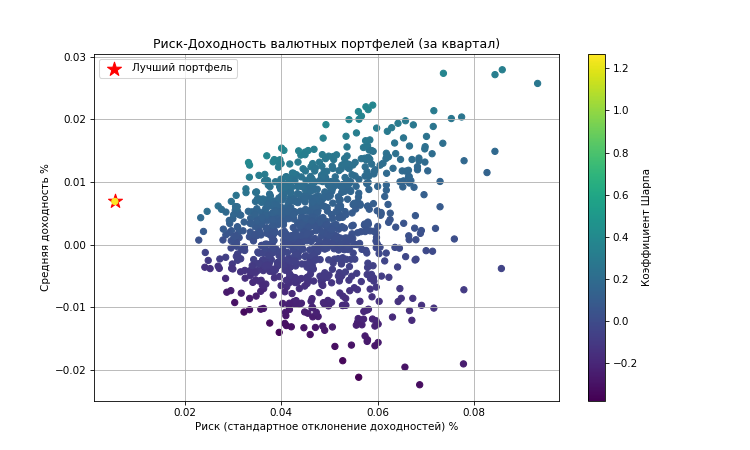 Риск-Доходность валютных портфелей (за квартал)
Лучший портфель
Средняя доходность %
0.03
0.02
0.01
0.00
−0.01
−0.02
0.02 0.04 0.06 0.08
Риск (стандартное отклонение доходностей) %
1.2
1.0
0.8
0.6
0.4
0.2
0.0
−0.2
Коэффициент Шарпа